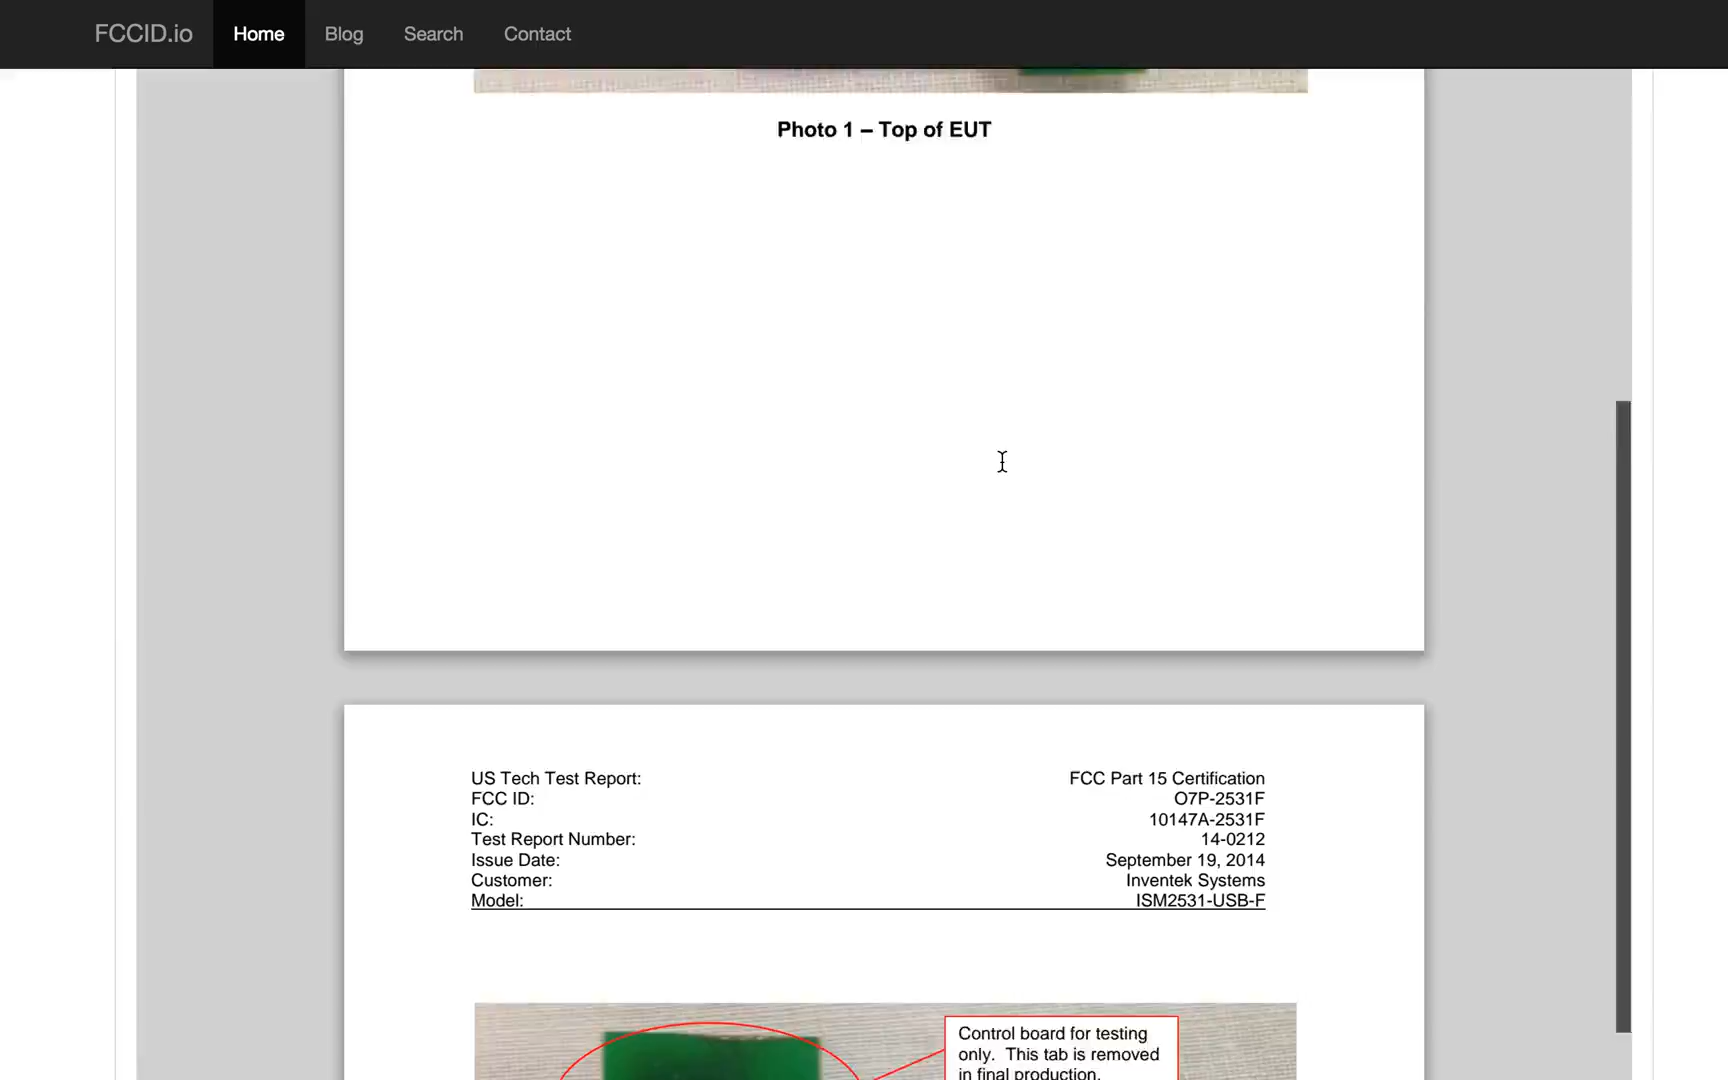 FCCID.io Home Blog Search Contact
Photo 1 – Top of EUT
US Tech Test Report: FCC Part 15 Certification
FCC ID: O7P-2531F
IC: 10147A-2531F
Test Report Number: 14-0212
Issue Date: September 19, 2014
Customer: Inventek Systems
Model: ISM2531-USB-F
Control board for testing
only. This tab is removed
in final production.